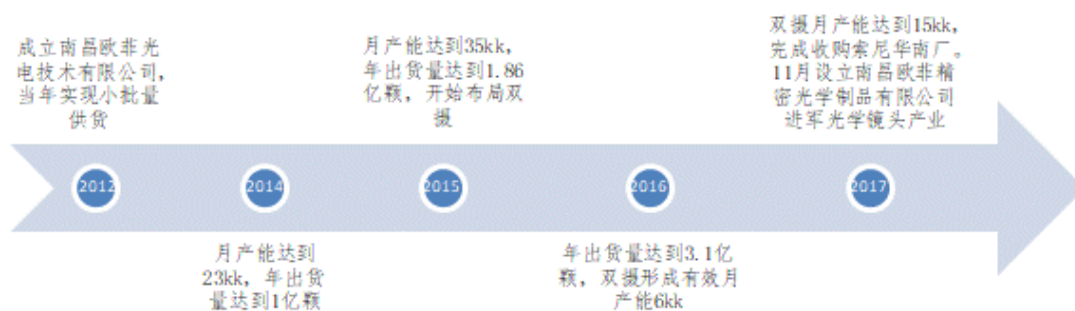 成立南昌欧菲光
电技术有限公司，
当年实现小批量
供货
月产能达到35kk，
年出货量达到1.86
亿颗，开始布局双
摄
双摄月产能达到15kk，
完成收购索尼华南厂。
11月设立南昌欧菲精
密光学制品有限公司
进军光学镜头产业
2012
2014
2015
2016
2017
月产能达到
23kk，年出货
量达到1亿颗
年出货量达到3.1亿
颗，双摄形成有效月
产能6kk